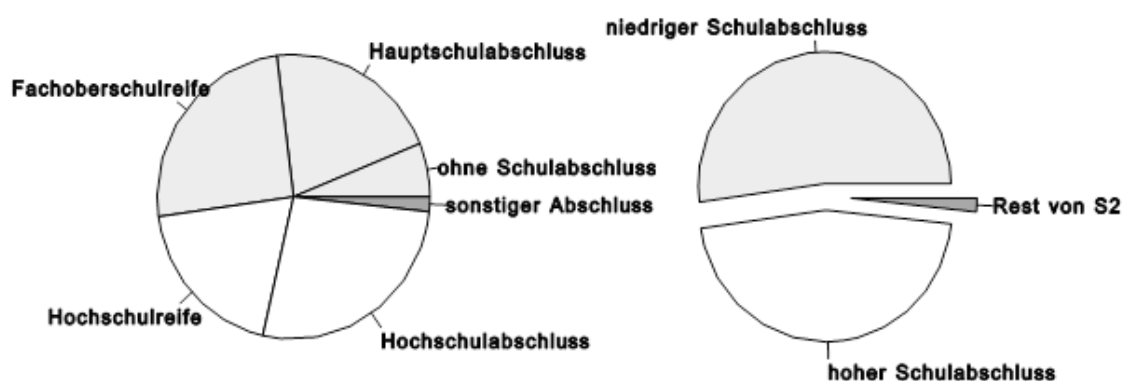 niedriger Schulabschluss
Hauptschulabschluss
Fachoberschulreife
ohne Schulabschluss
sonstiger Abschluss
Rest von S2
Hochschulreife
Hochschulabschluss
hoher Schulabschluss